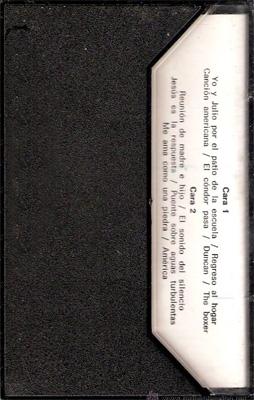 Cara 1
Yo y Julio por el patio de la escuela / Regreso al hogar
Canción americana / El cóndor pasa / Duncan / The boxer
Cara 2
Reunión de madre e hijo / El sonido del silencio
Jesús es la respuesta / Puente sobre aguas turbulentas
Me ama como una piedra / América